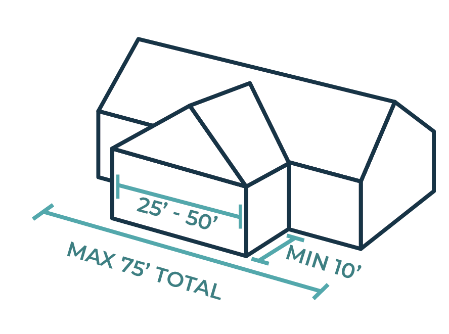 25’ - 50’
MIN 10’
MAX 75’ TOTAL